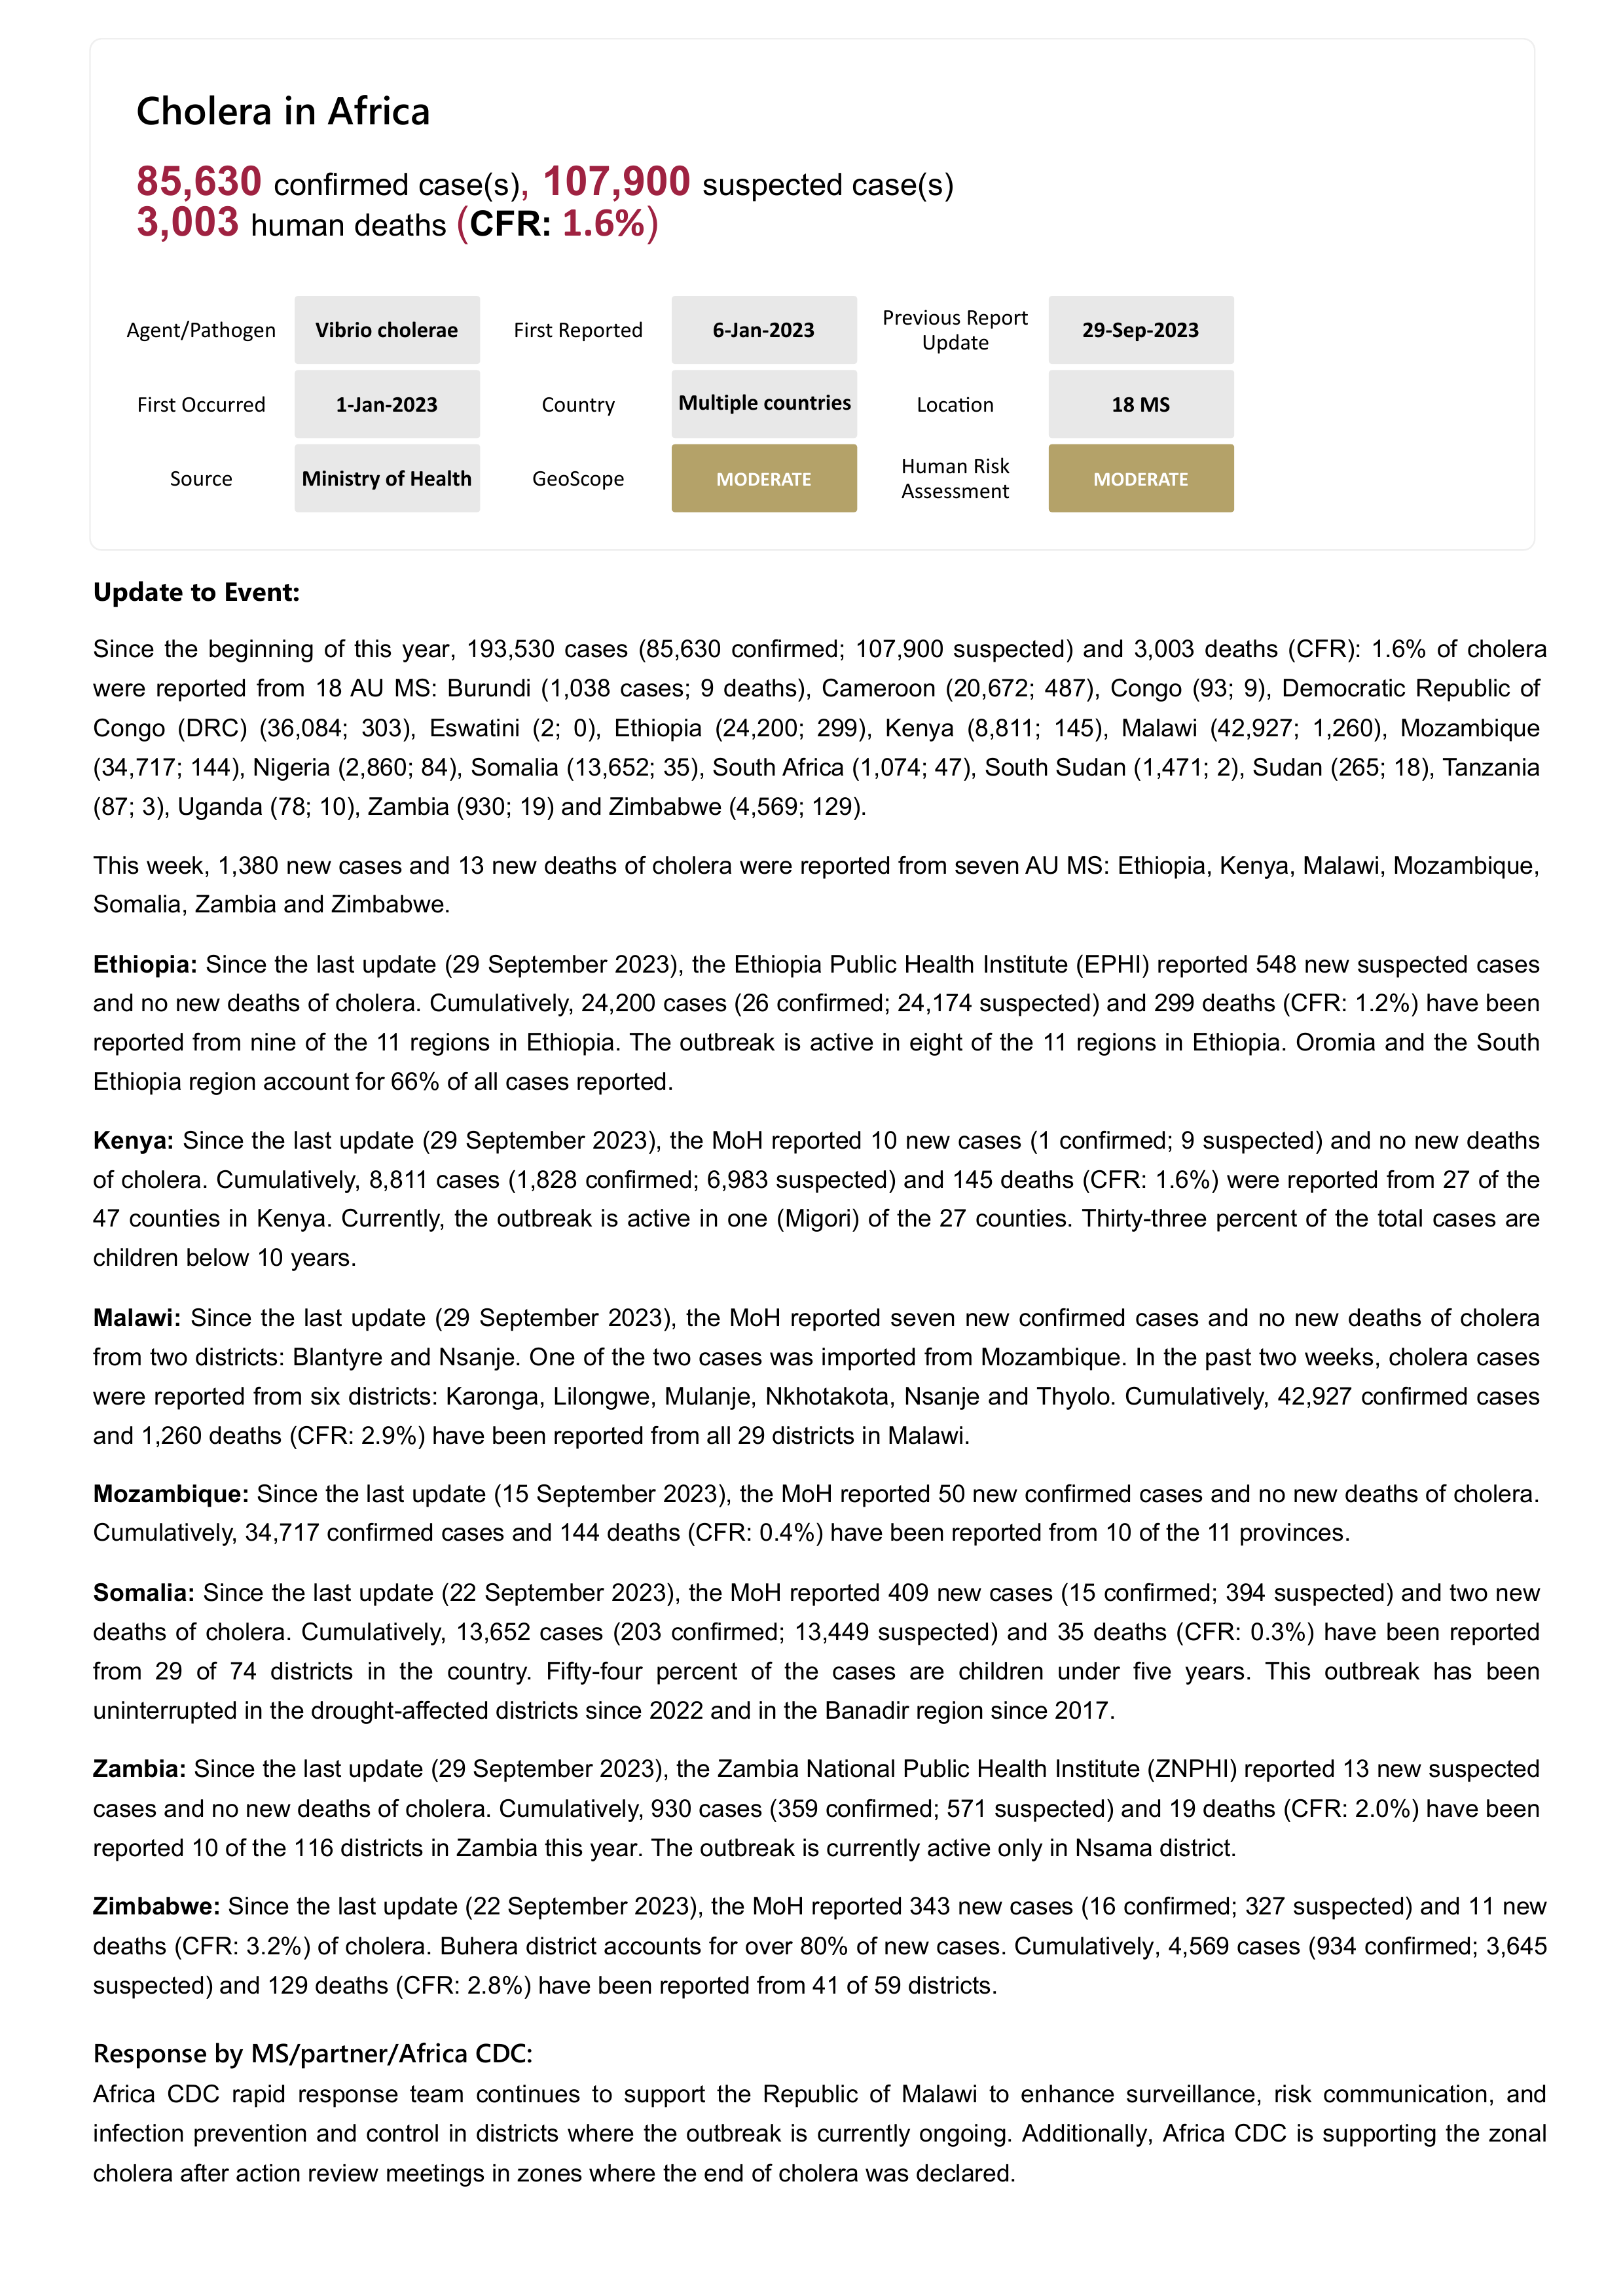 Cholera in Africa
85,630 confirmed case(s), 107,900 suspected case(s)
3,003 human deaths (CFR: 1.6%)
Agent/Pathogen Vibrio cholerae First Reported 6-Jan-2023 Previous Report Update 29-Sep-2023
First Occurred 1-Jan-2023 Country Multiple countries Location 18 MS
Source Ministry of Health GeoScope MODERATE Human Risk Assessment MODERATE
Update to Event:
Since the beginning of this year, 193,530 cases (85,630 confirmed; 107,900 suspected) and 3,003 deaths (CFR): 1.6% of cholera
were reported from 18 AU MS: Burundi (1,038 cases; 9 deaths), Cameroon (20,672; 487), Congo (93; 9), Democratic Republic of
Congo (DRC) (36,084; 303), Eswatini (2; 0), Ethiopia (24,200; 299), Kenya (8,811; 145), Malawi (42,927; 1,260), Mozambique
(34,717; 144), Nigeria (2,860; 84), Somalia (13,652; 35), South Africa (1,074; 47), South Sudan (1,471; 2), Sudan (265; 18), Tanzania
(87; 3), Uganda (78; 10), Zambia (930; 19) and Zimbabwe (4,569; 129).
This week, 1,380 new cases and 13 new deaths of cholera were reported from seven AU MS: Ethiopia, Kenya, Malawi, Mozambique,
Somalia, Zambia and Zimbabwe.
Ethiopia: Since the last update (29 September 2023), the Ethiopia Public Health Institute (EPHI) reported 548 new suspected cases
and no new deaths of cholera. Cumulatively, 24,200 cases (26 confirmed; 24,174 suspected) and 299 deaths (CFR: 1.2%) have been
reported from nine of the 11 regions in Ethiopia. The outbreak is active in eight of the 11 regions in Ethiopia. Oromia and the South
Ethiopia region account for 66% of all cases reported.
Kenya: Since the last update (29 September 2023), the MoH reported 10 new cases (1 confirmed; 9 suspected) and no new deaths
of cholera. Cumulatively, 8,811 cases (1,828 confirmed; 6,983 suspected) and 145 deaths (CFR: 1.6%) were reported from 27 of the
47 counties in Kenya. Currently, the outbreak is active in one (Migori) of the 27 counties. Thirty-three percent of the total cases are
children below 10 years.
Malawi: Since the last update (29 September 2023), the MoH reported seven new confirmed cases and no new deaths of cholera
from two districts: Blantyre and Nsanje. One of the two cases was imported from Mozambique. In the past two weeks, cholera cases
were reported from six districts: Karonga, Lilongwe, Mulanje, Nkhotakota, Nsanje and Thyolo. Cumulatively, 42,927 confirmed cases
and 1,260 deaths (CFR: 2.9%) have been reported from all 29 districts in Malawi.
Mozambique: Since the last update (15 September 2023), the MoH reported 50 new confirmed cases and no new deaths of cholera.
Cumulatively, 34,717 confirmed cases and 144 deaths (CFR: 0.4%) have been reported from 10 of the 11 provinces.
Somalia: Since the last update (22 September 2023), the MoH reported 409 new cases (15 confirmed; 394 suspected) and two new
deaths of cholera. Cumulatively, 13,652 cases (203 confirmed; 13,449 suspected) and 35 deaths (CFR: 0.3%) have been reported
from 29 of 74 districts in the country. Fifty-four percent of the cases are children under five years. This outbreak has been
uninterrupted in the drought-affected districts since 2022 and in the Banadir region since 2017.
Zambia: Since the last update (29 September 2023), the Zambia National Public Health Institute (ZNPHI) reported 13 new suspected
cases and no new deaths of cholera. Cumulatively, 930 cases (359 confirmed; 571 suspected) and 19 deaths (CFR: 2.0%) have been
reported 10 of the 116 districts in Zambia this year. The outbreak is currently active only in Nsama district.
Zimbabwe: Since the last update (22 September 2023), the MoH reported 343 new cases (16 confirmed; 327 suspected) and 11 new
deaths (CFR: 3.2%) of cholera. Buhera district accounts for over 80% of new cases. Cumulatively, 4,569 cases (934 confirmed; 3,645
suspected) and 129 deaths (CFR: 2.8%) have been reported from 41 of 59 districts.
Response by MS/partner/Africa CDC:
Africa CDC rapid response team continues to support the Republic of Malawi to enhance surveillance, risk communication, and
infection prevention and control in districts where the outbreak is currently ongoing. Additionally, Africa CDC is supporting the zonal
cholera after action review meetings in zones where the end of cholera was declared.